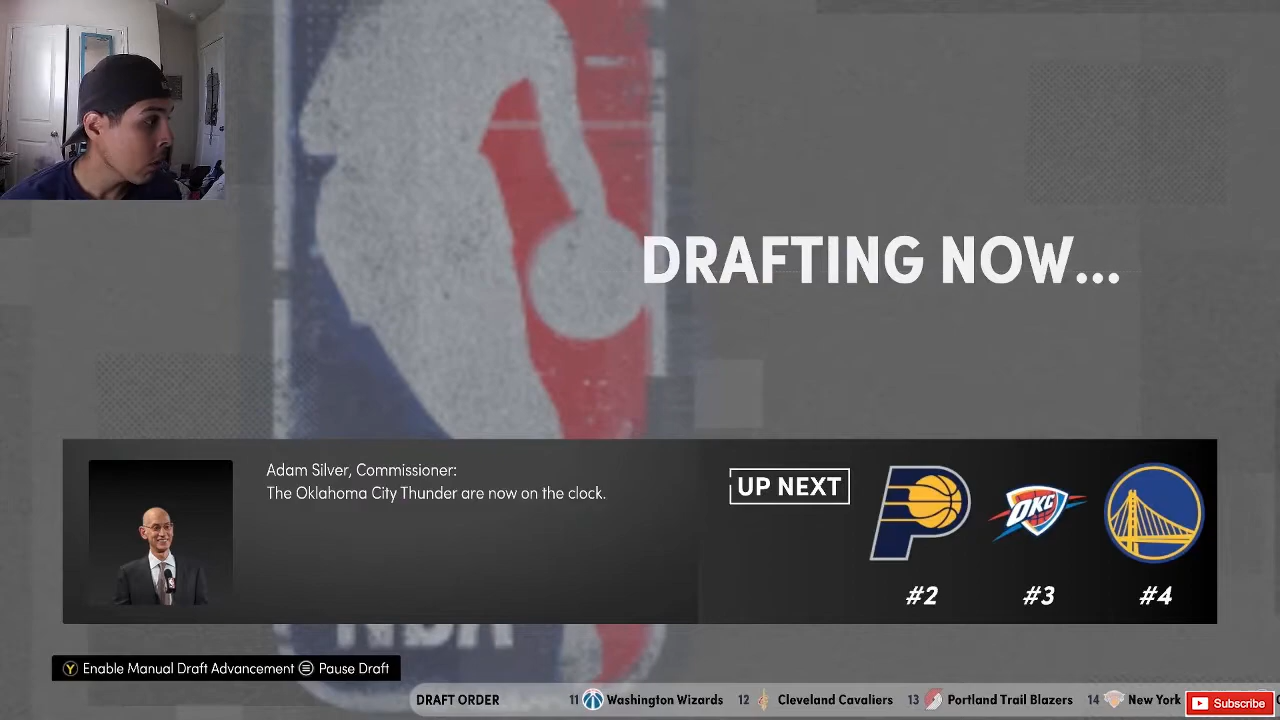 DRAFTING NOW...
Adam Silver, Commissioner:
The Oklahoma City Thunder are now on the clock.
UP NEXT
OKC
#2 #3 #4
NBA
Y Enable Manual Draft Advancement Pause Draft
DRAFT ORDER 11 Washington Wizards 12 Cleveland Cavaliers 13 Portland Trail Blazers 14 New York
Subscribe